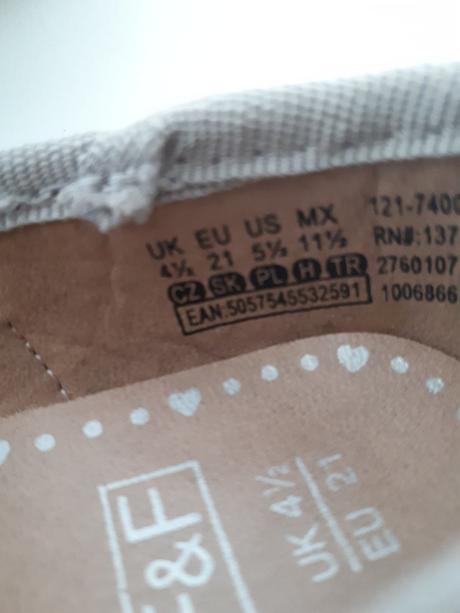 UK EU US MX
4½ 21 5½ 11½
CZ SK PL H TR
EAN:5057545532591
121-7400
RN#:137
2760107
1006866
F&F
UK 4½
EU 21